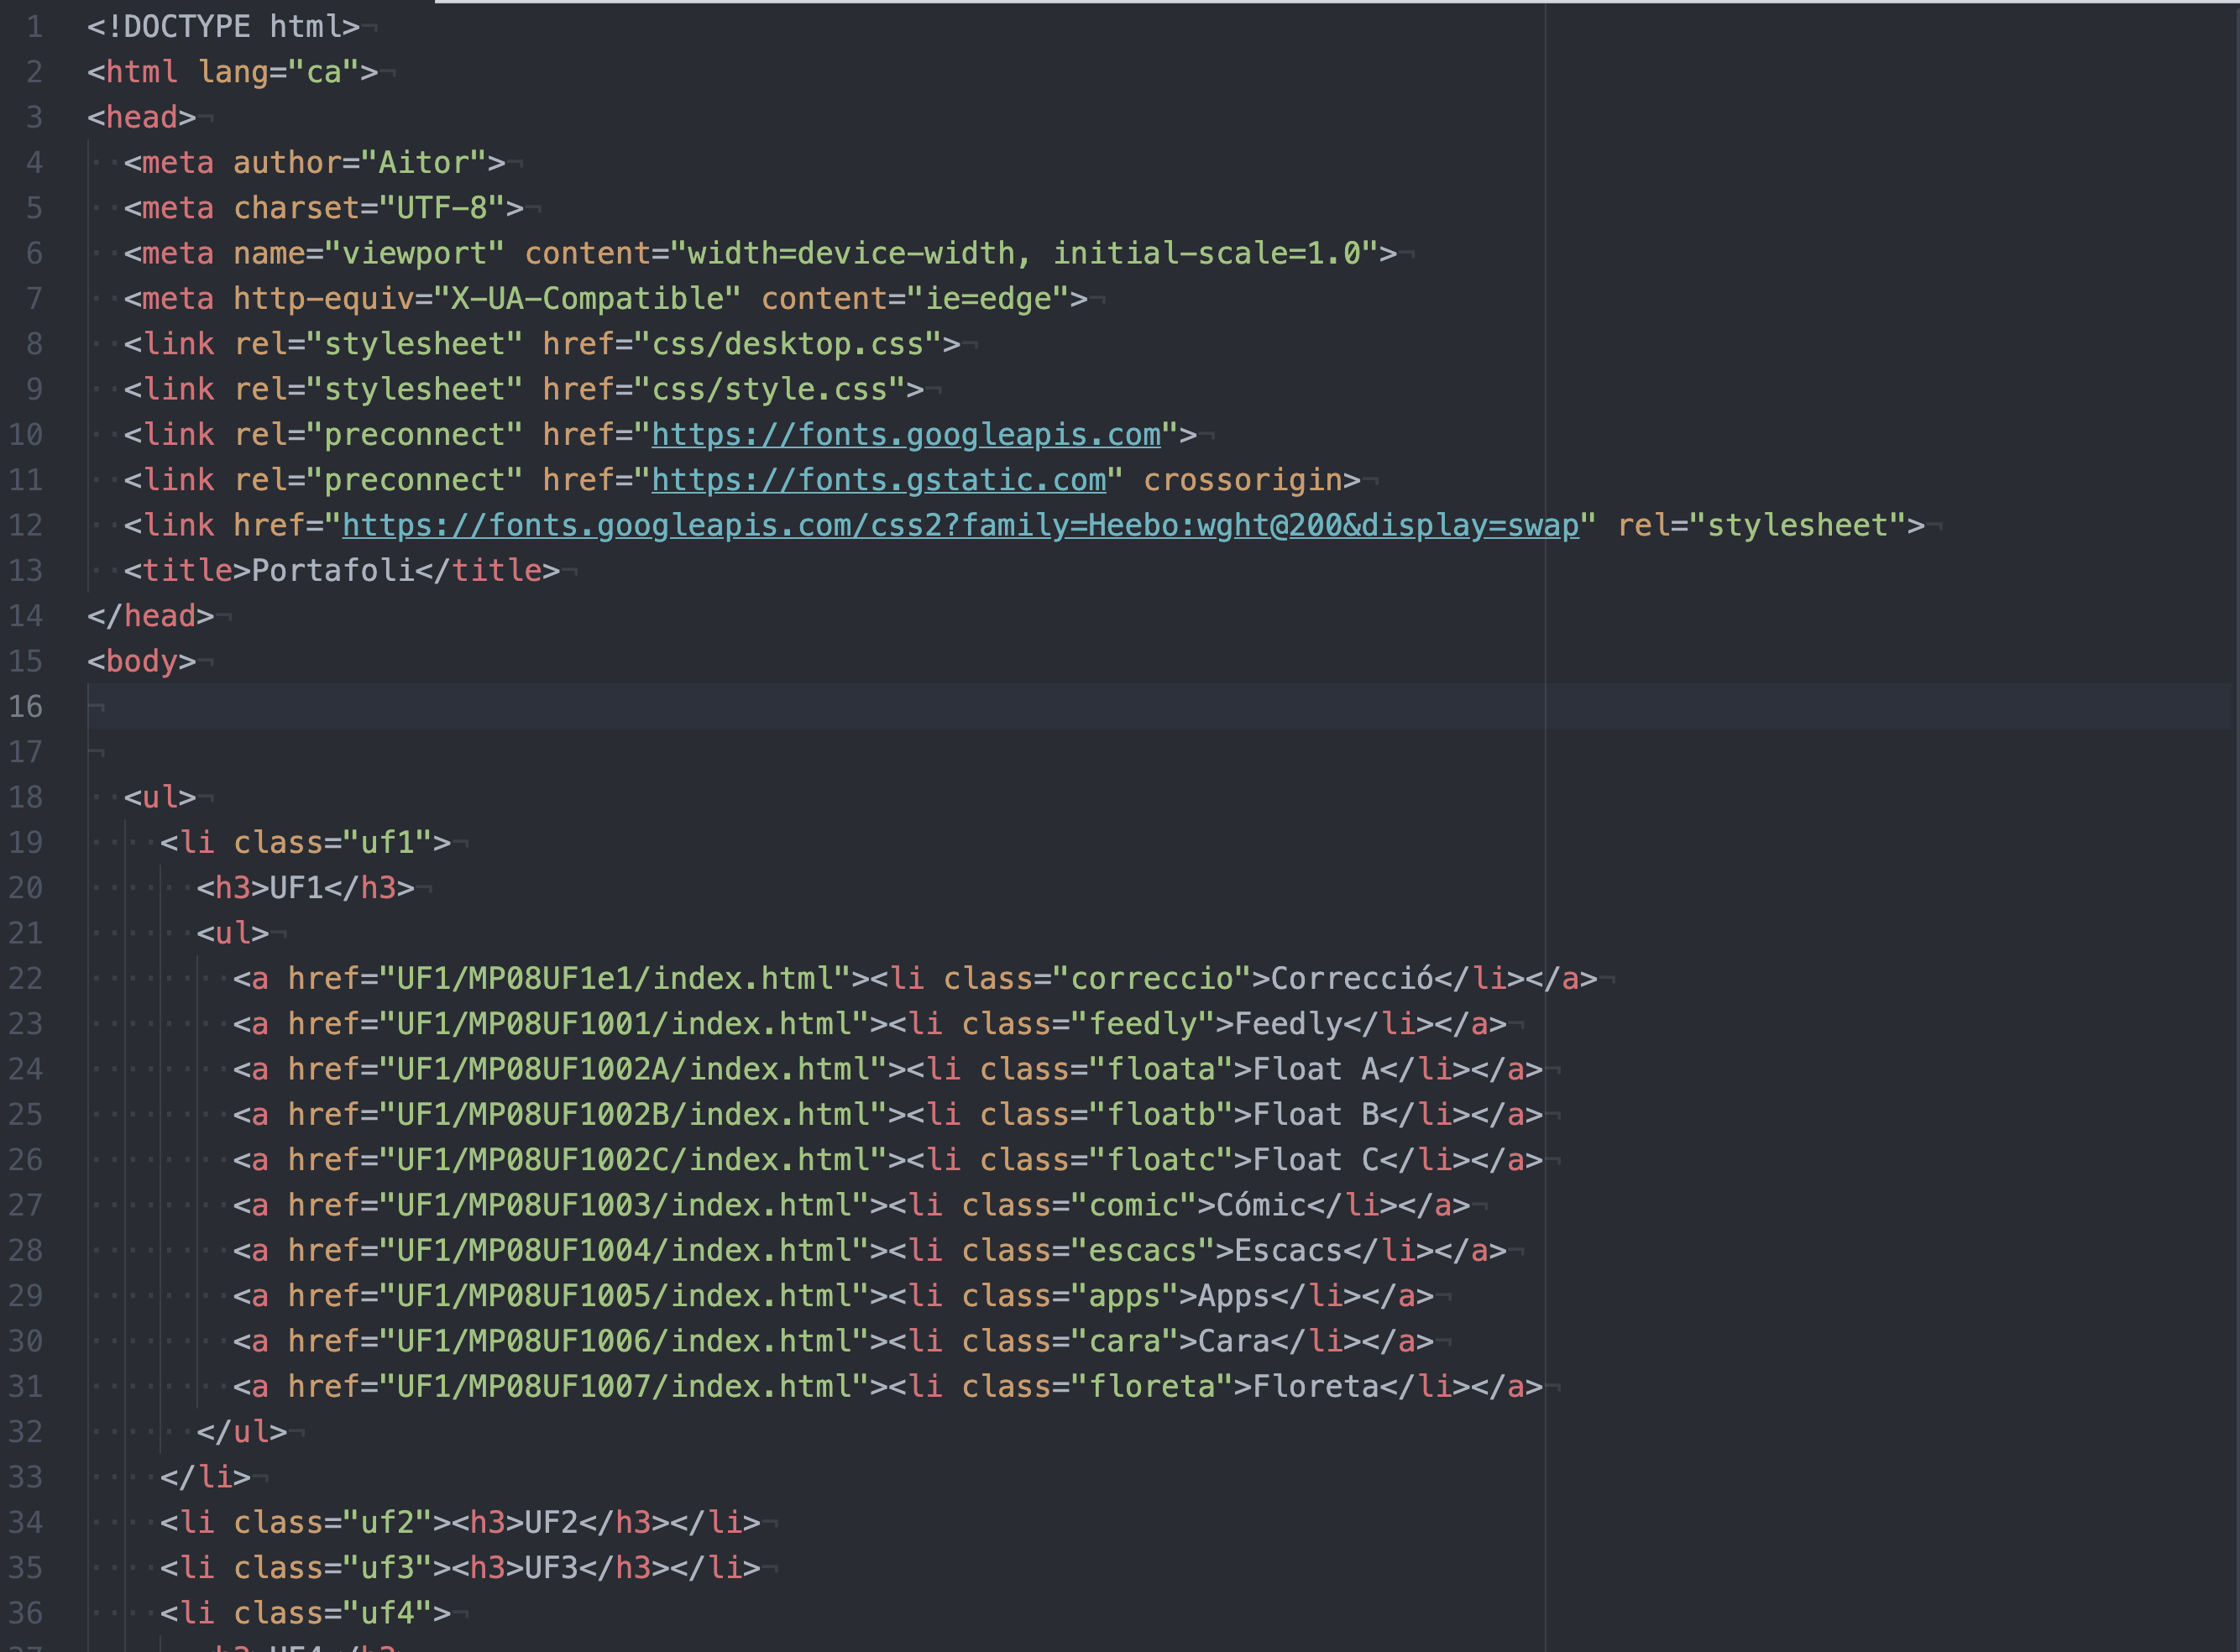 1 <!DOCTYPE html>
2 <html lang="ca">
3 <head>
4 <meta author="Aitor">
5 <meta charset="UTF-8">
6 <meta name="viewport" content="width=device-width, initial-scale=1.0">
7 <meta http-equiv="X-UA-Compatible" content="ie=edge">
8 <link rel="stylesheet" href="css/desktop.css">
9 <link rel="stylesheet" href="css/style.css">
10 <link rel="preconnect" href="https://fonts.googleapis.com">
11 <link rel="preconnect" href="https://fonts.gstatic.com" crossorigin>
12 <link href="https://fonts.googleapis.com/css2?family=Heebo:wght@200&display=swap" rel="stylesheet">
13 <title>Portafoli</title>
14 </head>
15 <body>
16
17
18 <ul>
19 <li class="uf1">
20 <h3>UF1</h3>
21 <ul>
22 <a href="UF1/MP08UF1e1/index.html"><li class="correccio">Correcció</li></a>
23 <a href="UF1/MP08UF1001/index.html"><li class="feedly">Feedly</li></a>
24 <a href="UF1/MP08UF1002A/index.html"><li class="floata">Float A</li></a>
25 <a href="UF1/MP08UF1002B/index.html"><li class="floatb">Float B</li></a>
26 <a href="UF1/MP08UF1002C/index.html"><li class="floatc">Float C</li></a>
27 <a href="UF1/MP08UF1003/index.html"><li class="comic">Cómic</li></a>
28 <a href="UF1/MP08UF1004/index.html"><li class="escacs">Escacs</li></a>
29 <a href="UF1/MP08UF1005/index.html"><li class="apps">Apps</li></a>
30 <a href="UF1/MP08UF1006/index.html"><li class="cara">Cara</li></a>
31 <a href="UF1/MP08UF1007/index.html"><li class="floreta">Floreta</li></a>
32 </ul>
33 </li>
34 <li class="uf2"><h3>UF2</h3></li>
35 <li class="uf3"><h3>UF3</h3></li>
36 <li class="uf4">
37 <h3>UF4</h3>